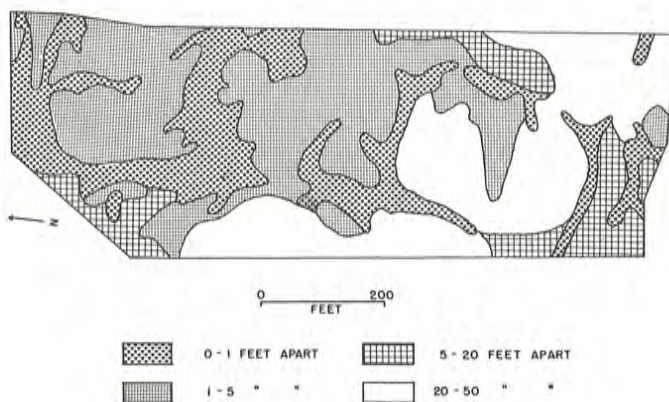 N
0 200
FEET
0 - 1 FEET APART
5 - 20 FEET APART
1 - 5 " "
20 - 50 " "